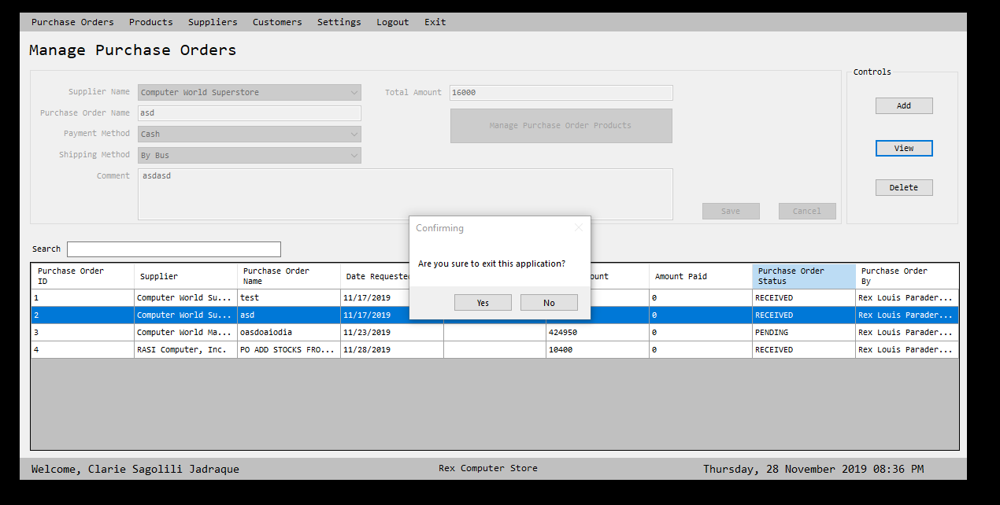 Purchase Orders Products Suppliers Customers Settings Logout Exit
Manage Purchase Orders
Controls
Supplier Name Computer World Superstore Total Amount 16000
Add
Purchase Order Name asd
Manage Purchase Order Products
Payment Method Cash
View
Shipping Method By Bus
Comment asdasd
Delete
Save Cancel
Confirming
Are you sure to exit this application?
Yes No
Search
Purchase Order ID Supplier Purchase Order Name Date Requested ount Amount Paid Purchase Order Status Purchase Order By
1 Computer World Su... test 11/17/2019 0 RECEIVED Rex Louis Parader...
2 Computer World Su... asd 11/17/2019 0 RECEIVED Rex Louis Parader...
3 Computer World Ma... oasdoaiodia 11/23/2019 424950 0 PENDING Rex Louis Parader...
4 RASI Computer, Inc. PO ADD STOCKS FRO... 11/28/2019 10400 0 RECEIVED Rex Louis Parader...
Welcome, Clarie Sagolili Jadraque Rex Computer Store Thursday, 28 November 2019 08:36 PM